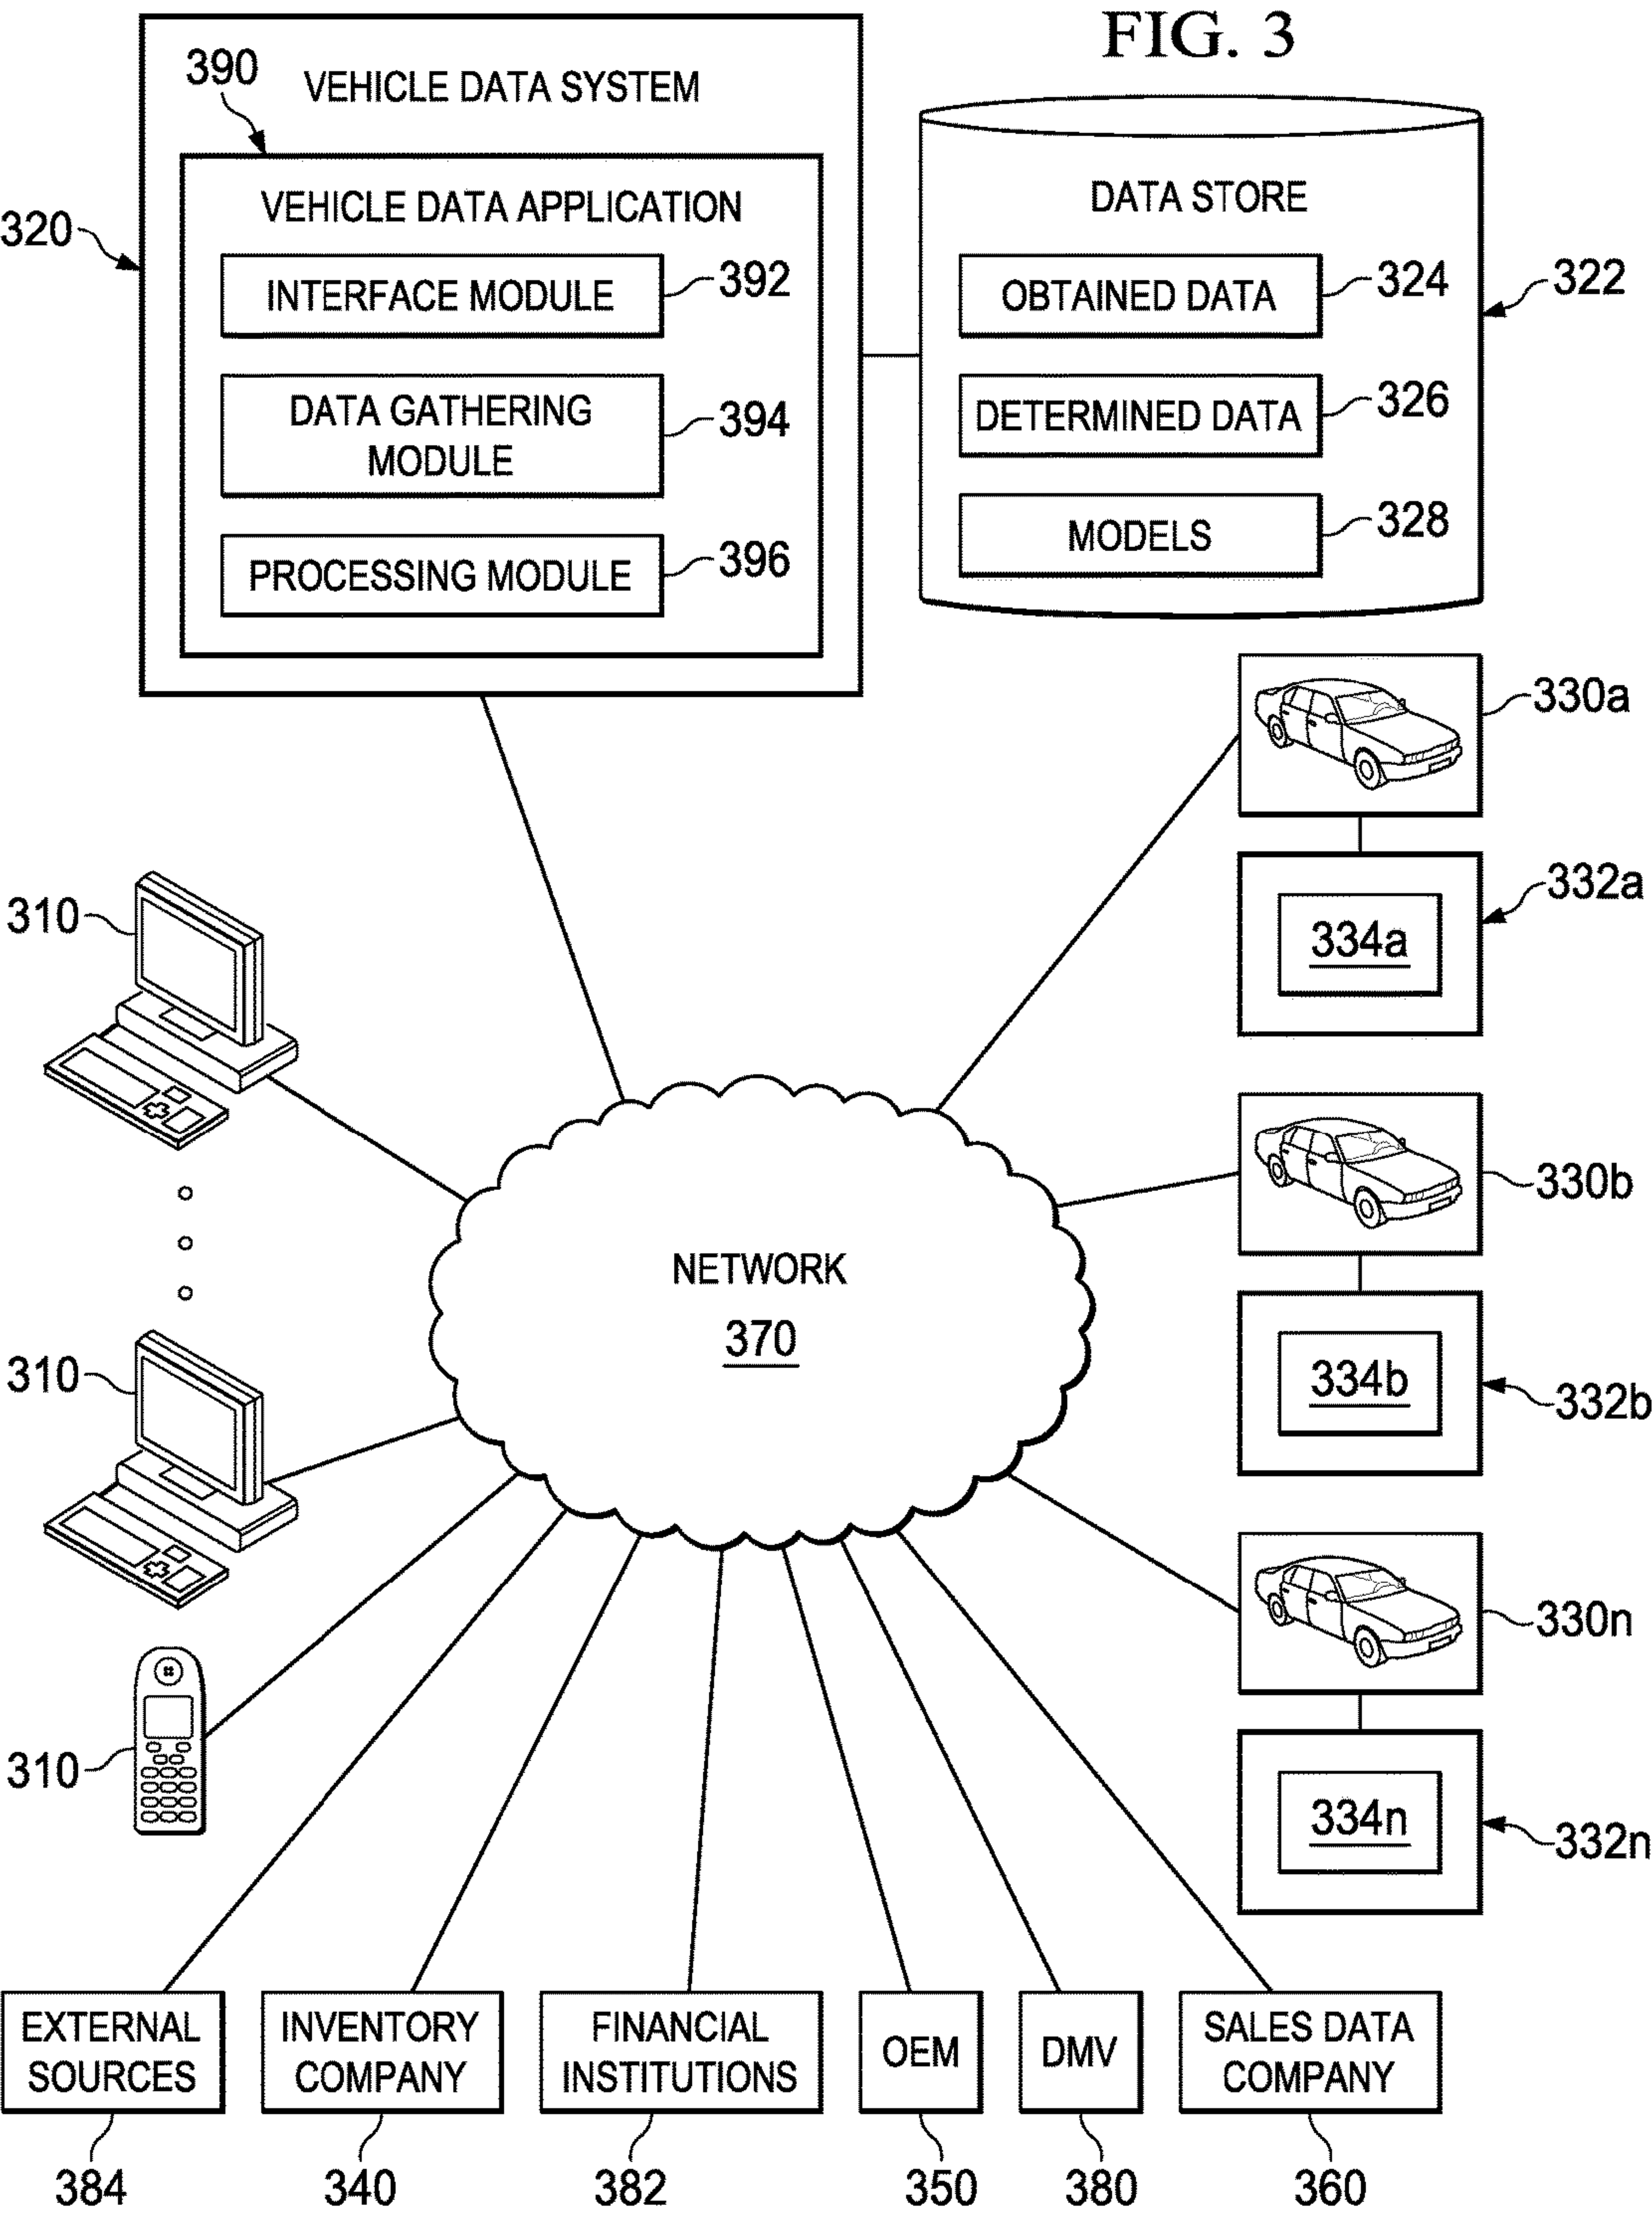 FIG. 3
390
VEHICLE DATA SYSTEM
320
VEHICLE DATA APPLICATION
INTERFACE MODULE
392
DATA GATHERING
MODULE
394
PROCESSING MODULE
396
DATA STORE
322
OBTAINED DATA
324
DETERMINED DATA
326
MODELS
328
330a
332a
334a
310
330b
334b
332b
NETWORK
370
310
330n
334n
332n
310
EXTERNAL
SOURCES
INVENTORY
COMPANY
FINANCIAL
INSTITUTIONS
OEM
DMV
SALES DATA
COMPANY
384
340
382
350
380
360